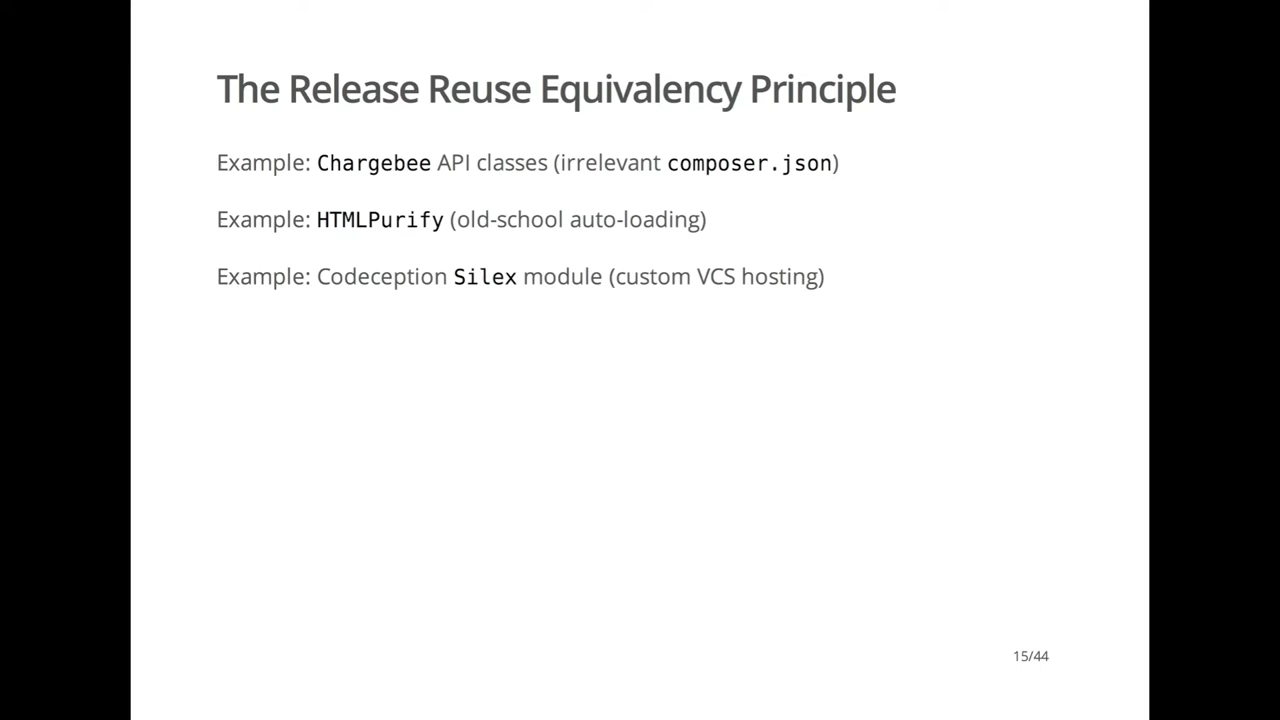 The Release Reuse Equivalency Principle
Example: Chargebee API classes (irrelevant composer.json)
Example: HTMLPurify (old-school auto-loading)
Example: Codeception Silex module (custom VCS hosting)
15/44